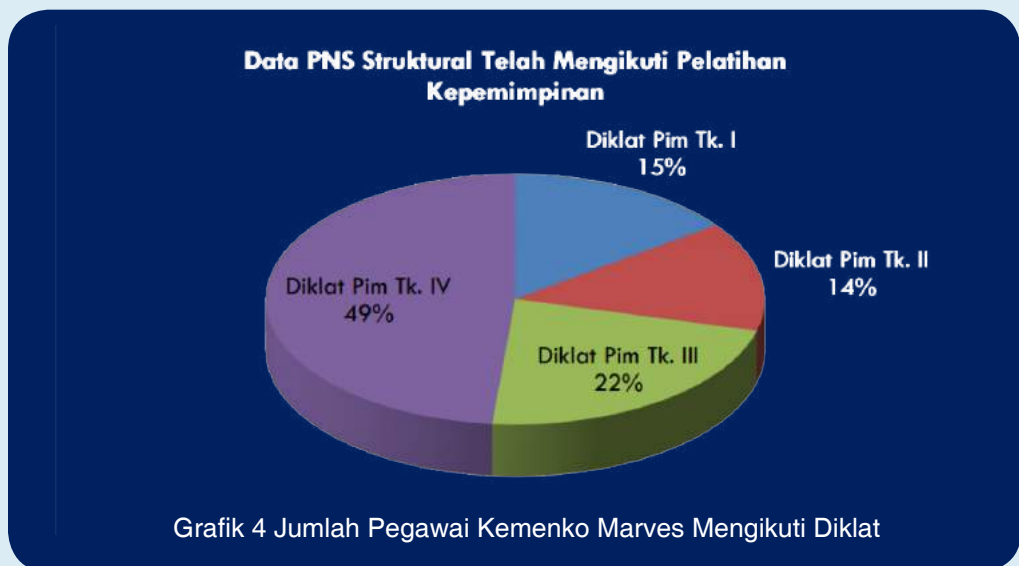 Data PNS Struktural Telah Mengikuti Pelatihan
Kepemimpinan
Diklat Pim Tk. I
15%
Diklat Pim Tk. II
14%
Diklat Pim Tk. III
22%
Diklat Pim Tk. IV
49%
Grafik 4 Jumlah Pegawai Kemenko Marves Mengikuti Diklat